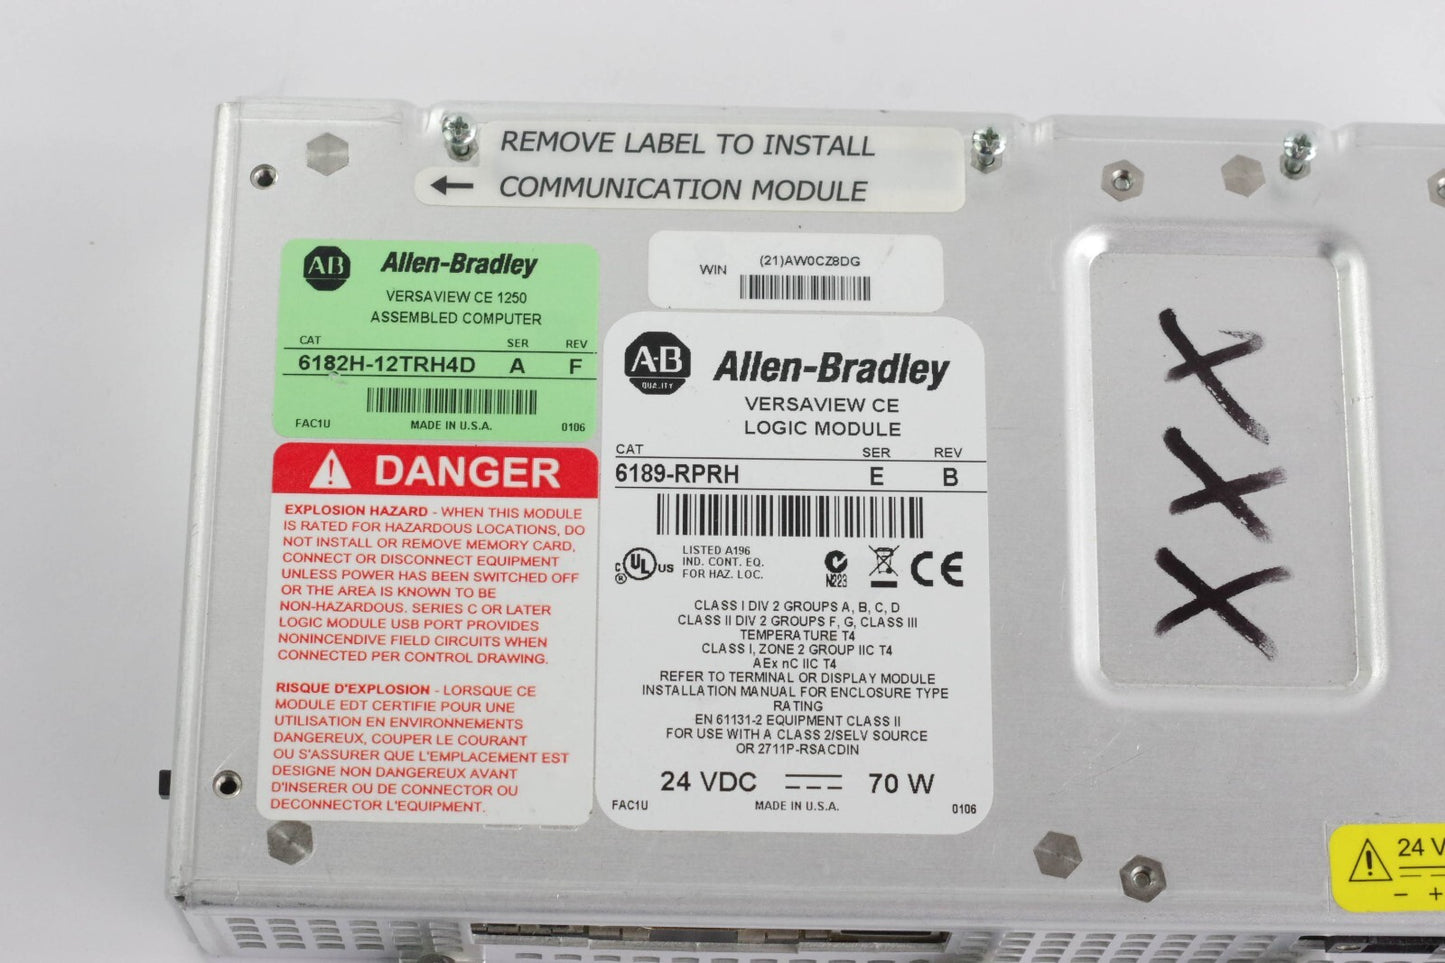 REMOVE LABEL TO INSTALL
← COMMUNICATION MODULE
AB Allen-Bradley
VERSAVIEW CE 1250
ASSEMBLED COMPUTER
CAT SER REV
6182H-12TRH4D A F
FAC1U MADE IN U.S.A. 0106
WIN (21)AW0CZ8DG
DANGER
EXPLOSION HAZARD - WHEN THIS MODULE
IS RATED FOR HAZARDOUS LOCATIONS, DO
NOT INSTALL OR REMOVE MEMORY CARD,
CONNECT OR DISCONNECT EQUIPMENT
UNLESS POWER HAS BEEN SWITCHED OFF
OR THE AREA IS KNOWN TO BE
NON-HAZARDOUS. SERIES C OR LATER
LOGIC MODULE USB PORT PROVIDES
NONINCENDIVE FIELD CIRCUITS WHEN
CONNECTED PER CONTROL DRAWING.
RISQUE D'EXPLOSION - LORSQUE CE
MODULE EDT CERTIFIE POUR UNE
UTILISATION EN ENVIRONNEMENTS
DANGEREUX, COUPER LE COURANT
OU S'ASSURER QUE L'EMPLACEMENT EST
DESIGNE NON DANGEREUX AVANT
D'INSERER OU DE CONNECTOR OU
DECONNECTOR L'EQUIPEMENT.
A-B QUALITY Allen-Bradley
VERSAVIEW CE
LOGIC MODULE
CAT SER REV
6189-RPRH E B
C UL US ® LISTED A196
IND. CONT. EQ.
FOR HAZ. LOC.
N223 CE
CLASS I DIV 2 GROUPS A, B, C, D
CLASS II DIV 2 GROUPS F, G, CLASS III
TEMPERATURE T4
CLASS I, ZONE 2 GROUP IIC T4
AEx nC IIC T4
REFER TO TERMINAL OR DISPLAY MODULE
INSTALLATION MANUAL FOR ENCLOSURE TYPE
RATING
EN 61131-2 EQUIPMENT CLASS II
FOR USE WITH A CLASS 2/SELV SOURCE
OR 2711P-RSACDIN
24 VDC 70 W
FAC1U MADE IN U.S.A. 0106
XXX
24 V
− +